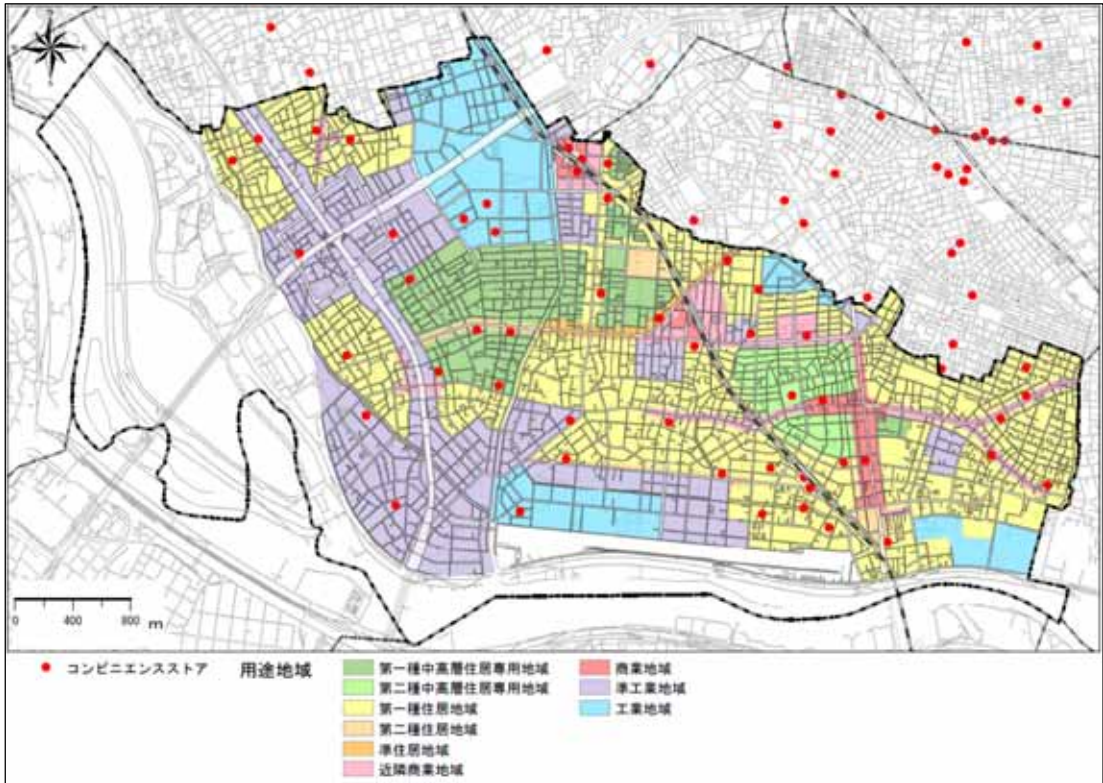 0 400 800 m
コンビニエンスストア
用途地域
第一種中高層住居専用地域
第二種中高層住居専用地域
第一種住居地域
第二種住居地域
準住居地域
近隣商業地域
商業地域
準工業地域
工業地域